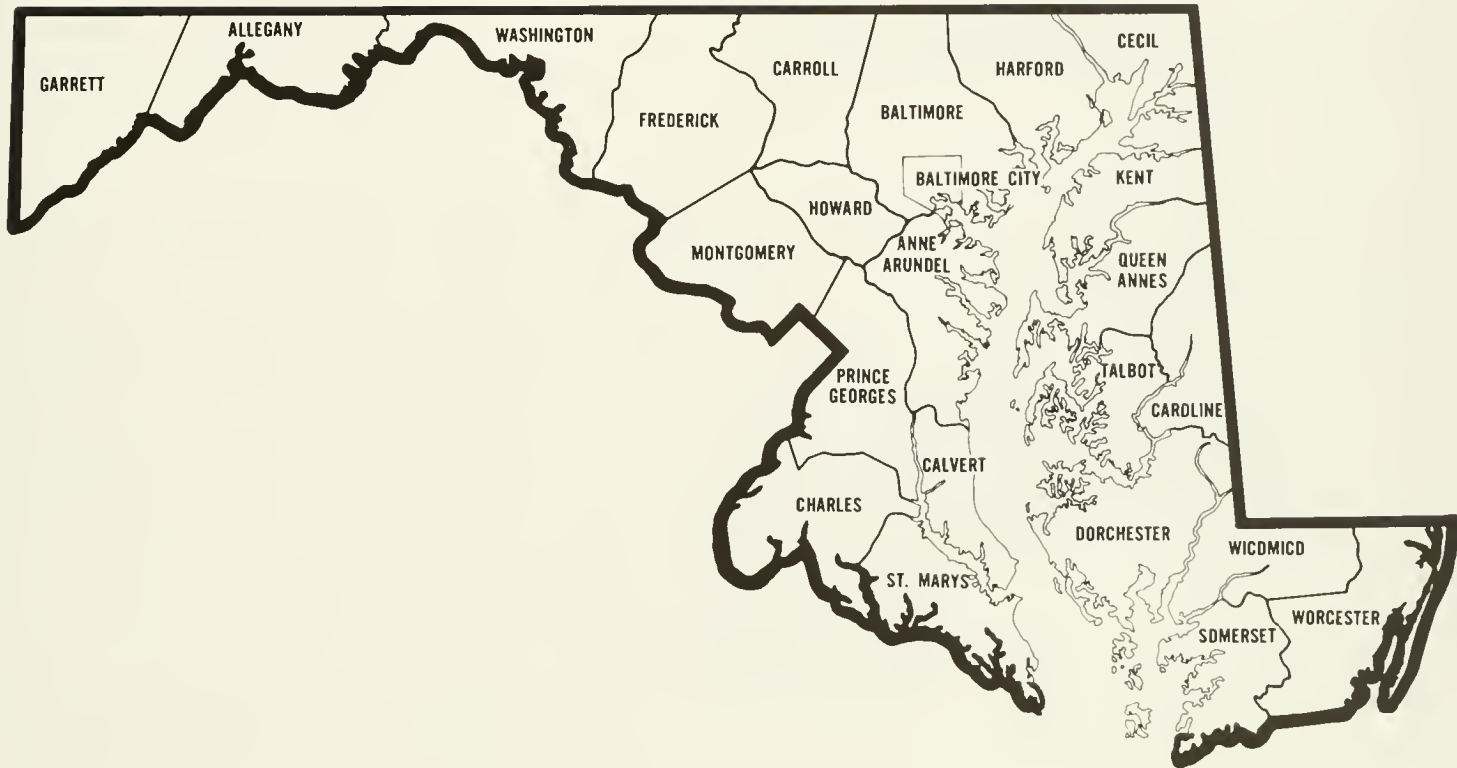 GARRETT
ALLEGANY
WASHINGTON
FREDERICK
CARROLL
BALTIMORE
HARFORD
CECIL
BALTIMORE CITY
KENT
HOWARD
MONTGOMERY
ANNE
ARUNDEL
QUEEN
ANNES
PRINCE
GEORGES
TALBOT
CARDLINE
CALVERT
CHARLES
DORCHESTER
WICDMICD
ST. MARYS
SDMERSET
WORCESTER